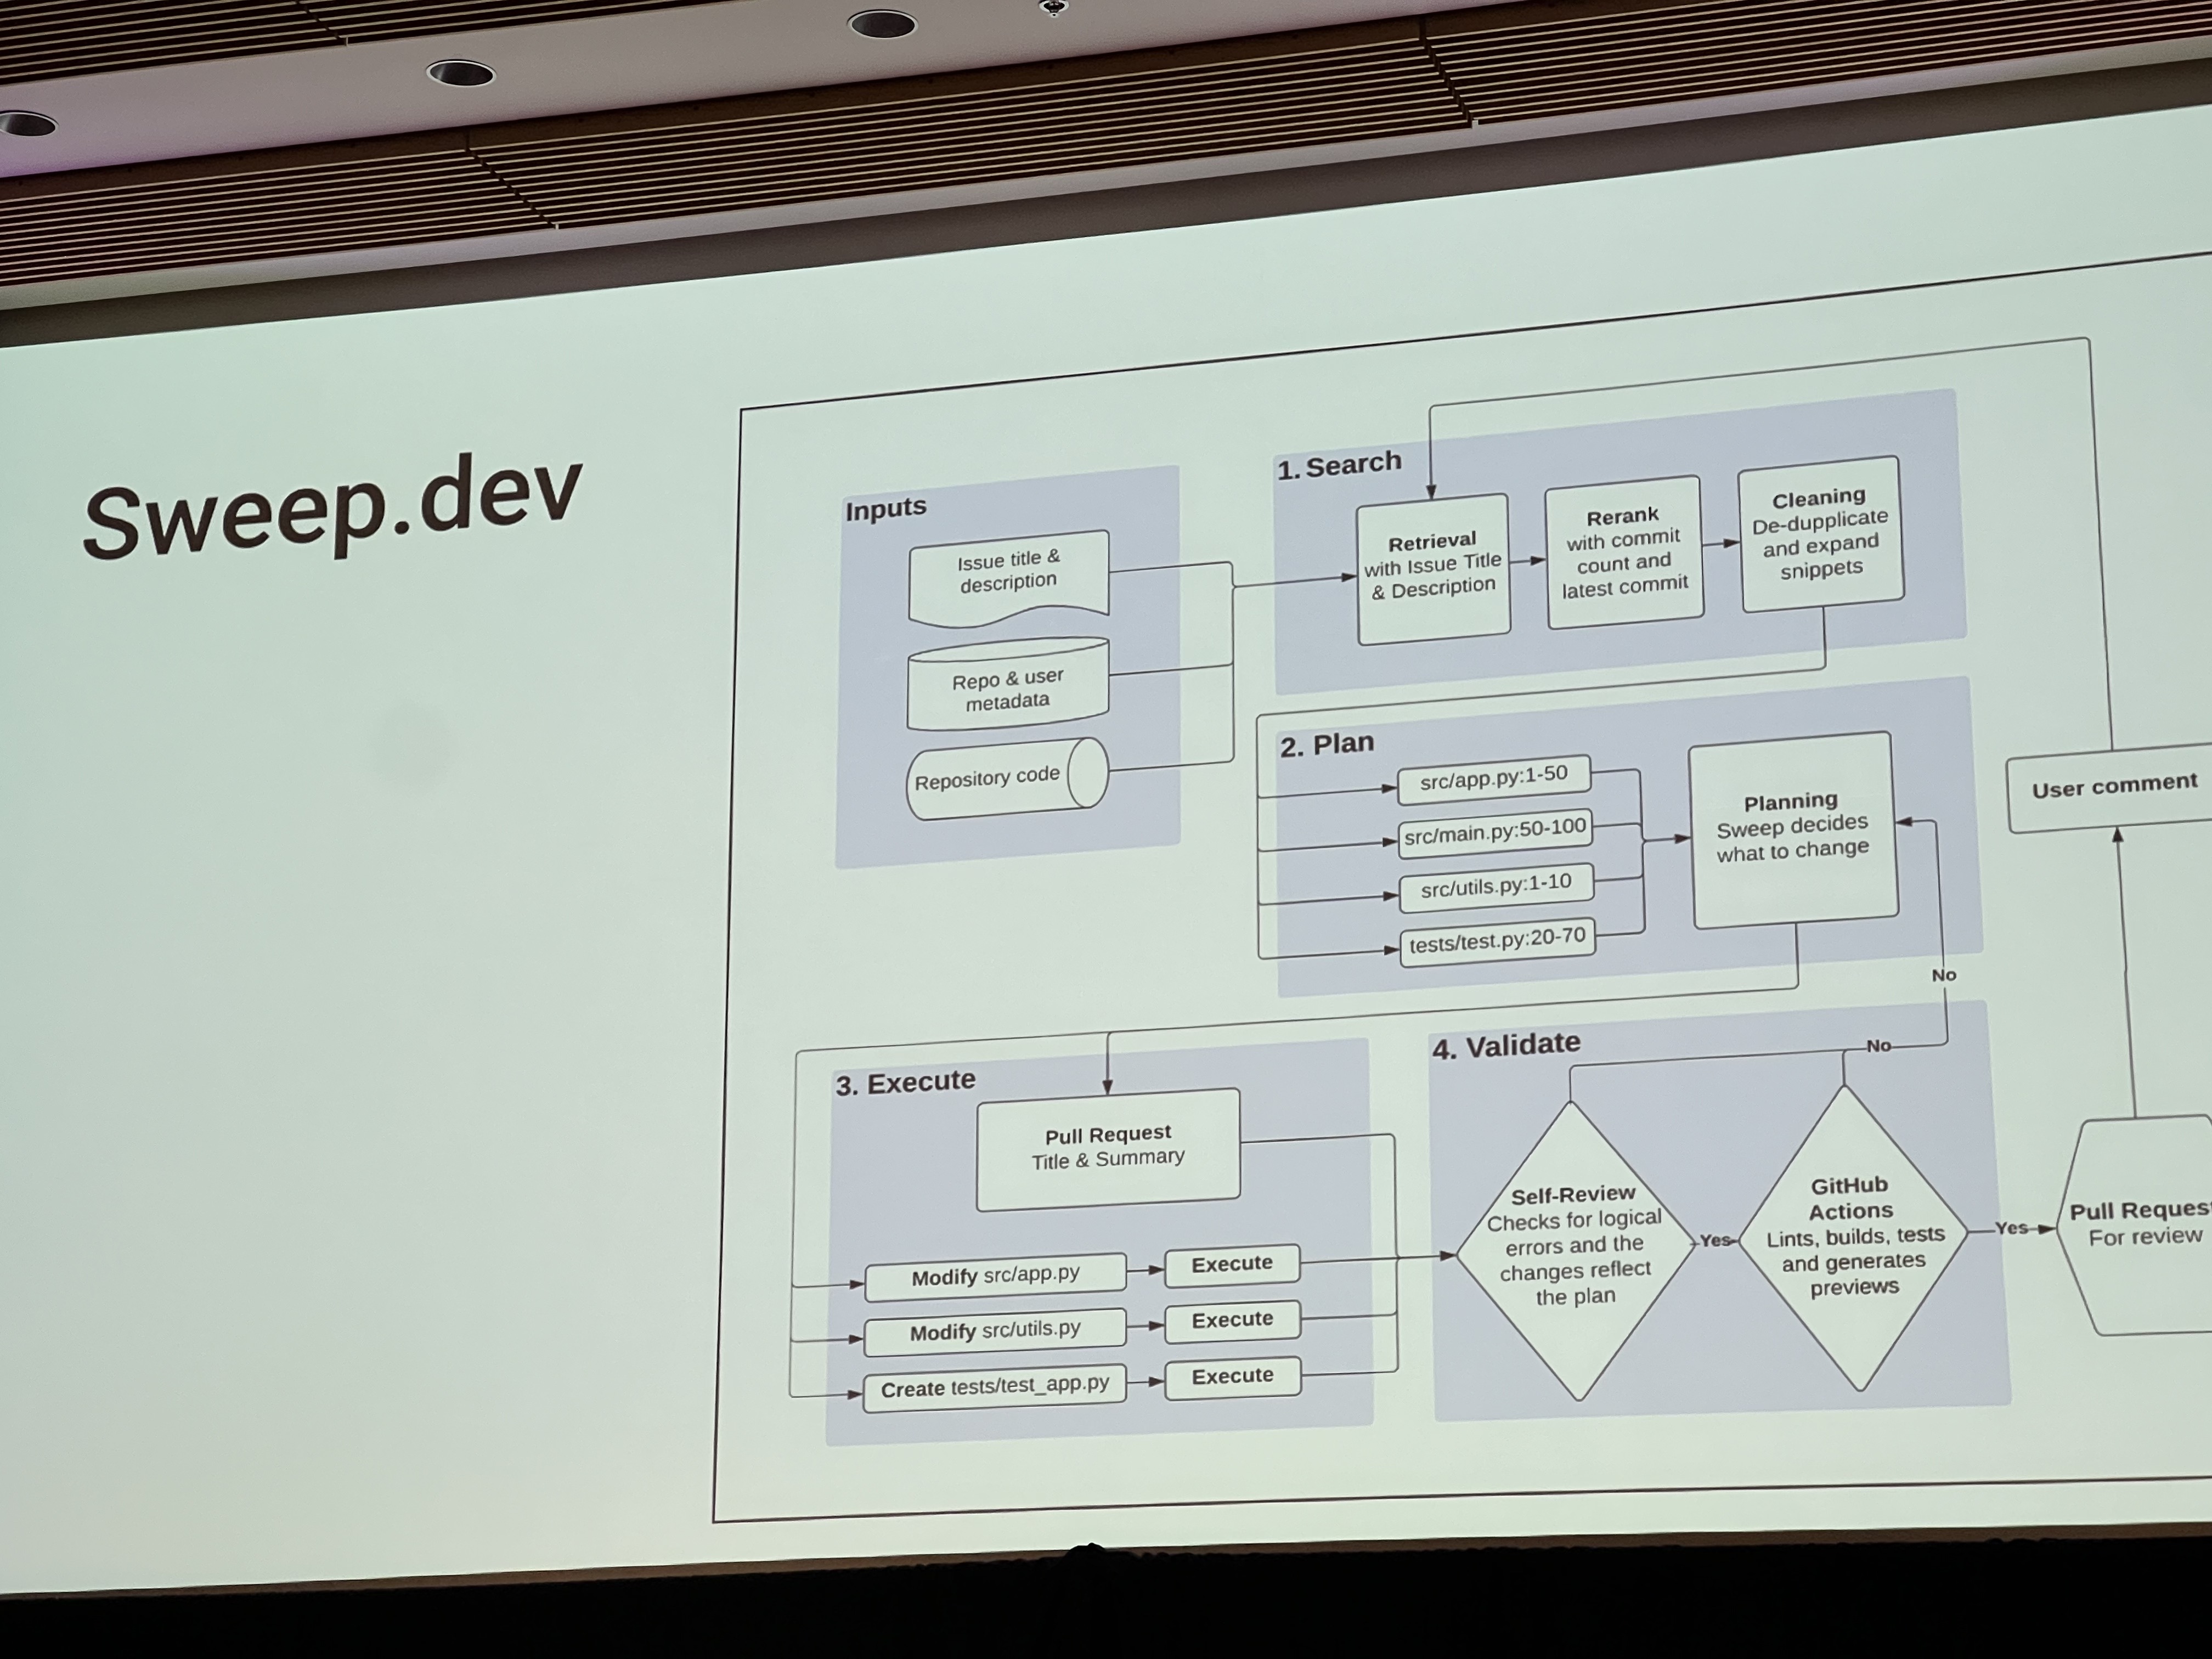 Sweep.dev
Inputs
Issue title &
description
Repo & user
metadata
Repository code
1. Search
Retrieval
with Issue Title
& Description
Rerank
with commit
count and
latest commit
Cleaning
De-dupplicate
and expand
snippets
2. Plan
src/app.py:1-50
src/main.py:50-100
src/utils.py:1-10
tests/test.py:20-70
Planning
Sweep decides
what to change
No
User comment
3. Execute
Pull Request
Title & Summary
Modify src/app.py
Execute
Modify src/utils.py
Execute
Create tests/test_app.py
Execute
4. Validate
No
Self-Review
Checks for logical
errors and the
changes reflect
the plan
Yes
GitHub
Actions
Lints, builds, tests
and generates
previews
Yes
Pull Request
For review